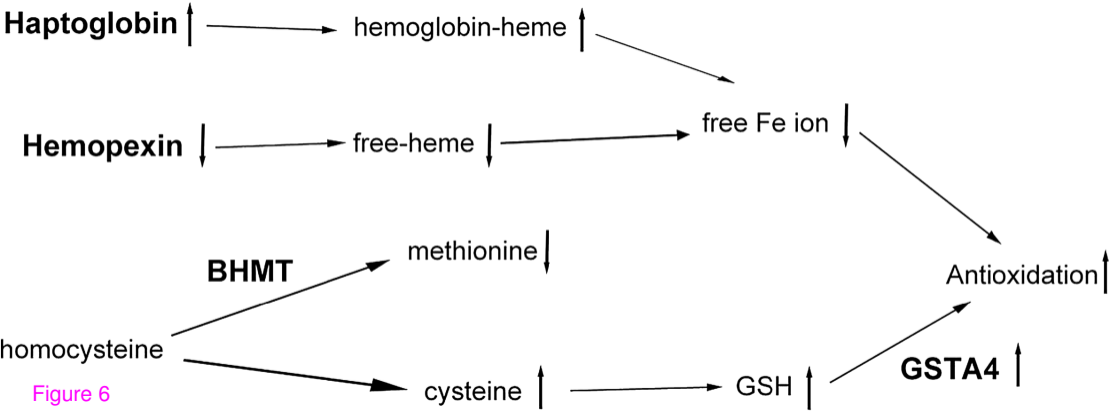 Haptoglobin
hemoglobin-heme
Hemopexin
free-heme
free Fe ion
BHMT
methionine
Antioxidation
homocysteine
Figure 6
cysteine
GSH
GSTA4